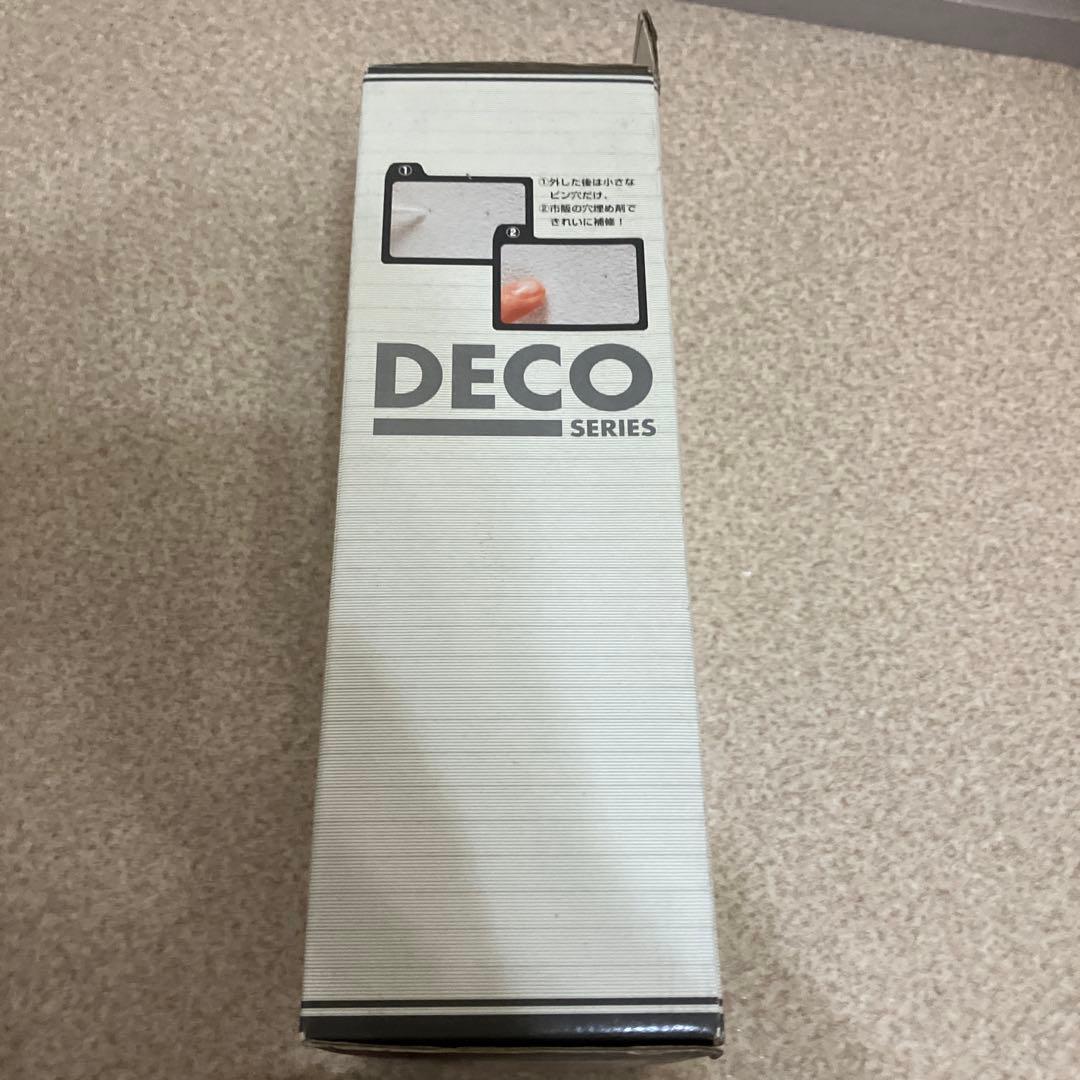 ①
①外した後は小さな
ピン穴だけ、
②市販の穴埋め剤で
きれいに補修！
②
DECO
SERIES